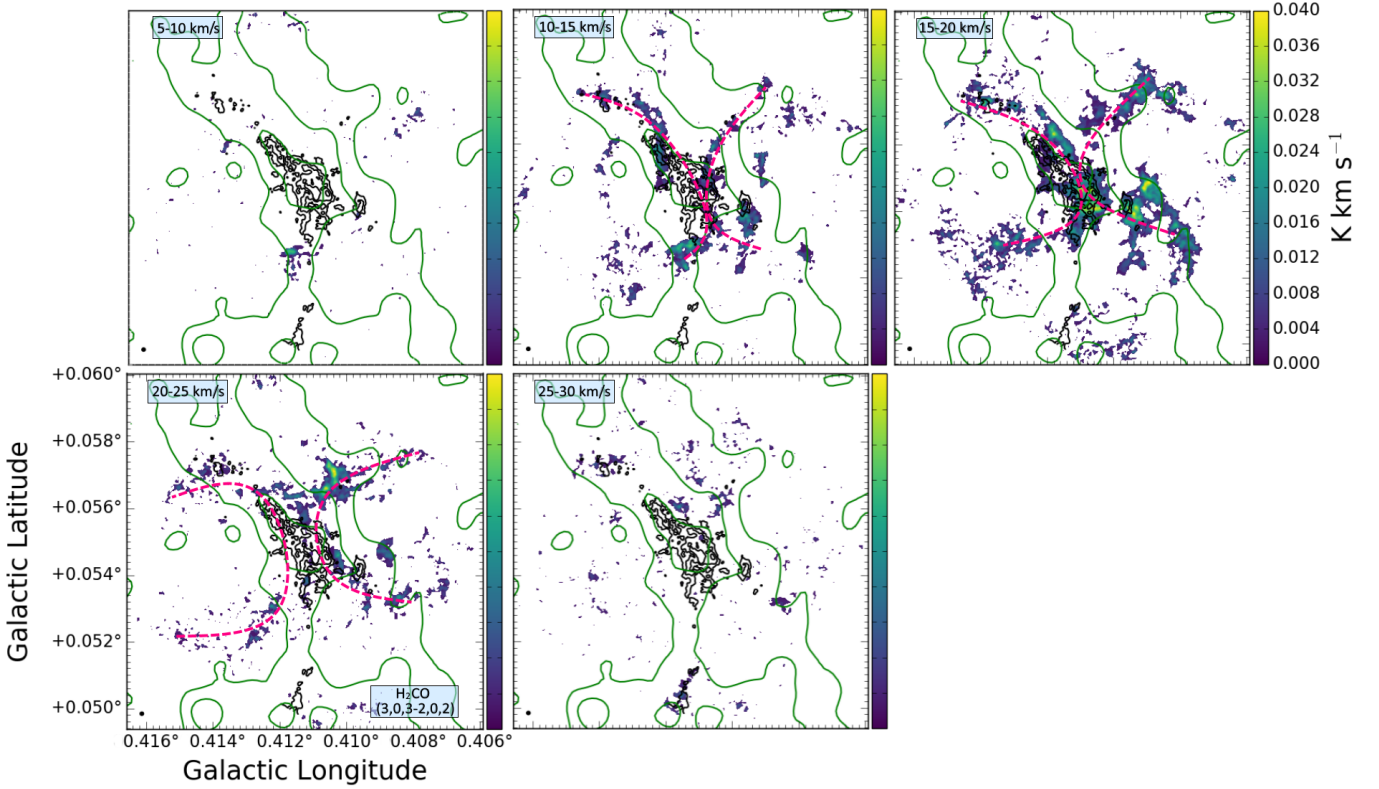 5-10 km/s
10-15 km/s
15-20 km/s
0.040
0.036
0.032
0.028
0.024
0.020
0.016
0.012
0.008
0.004
0.000
K km s⁻¹
20-25 km/s
25-30 km/s
H₂CO
(3,0,3-2,0,2)
+0.060°
+0.058°
+0.056°
+0.054°
+0.052°
+0.050°
Galactic Latitude
0.416° 0.414° 0.412° 0.410° 0.408° 0.406°
Galactic Longitude